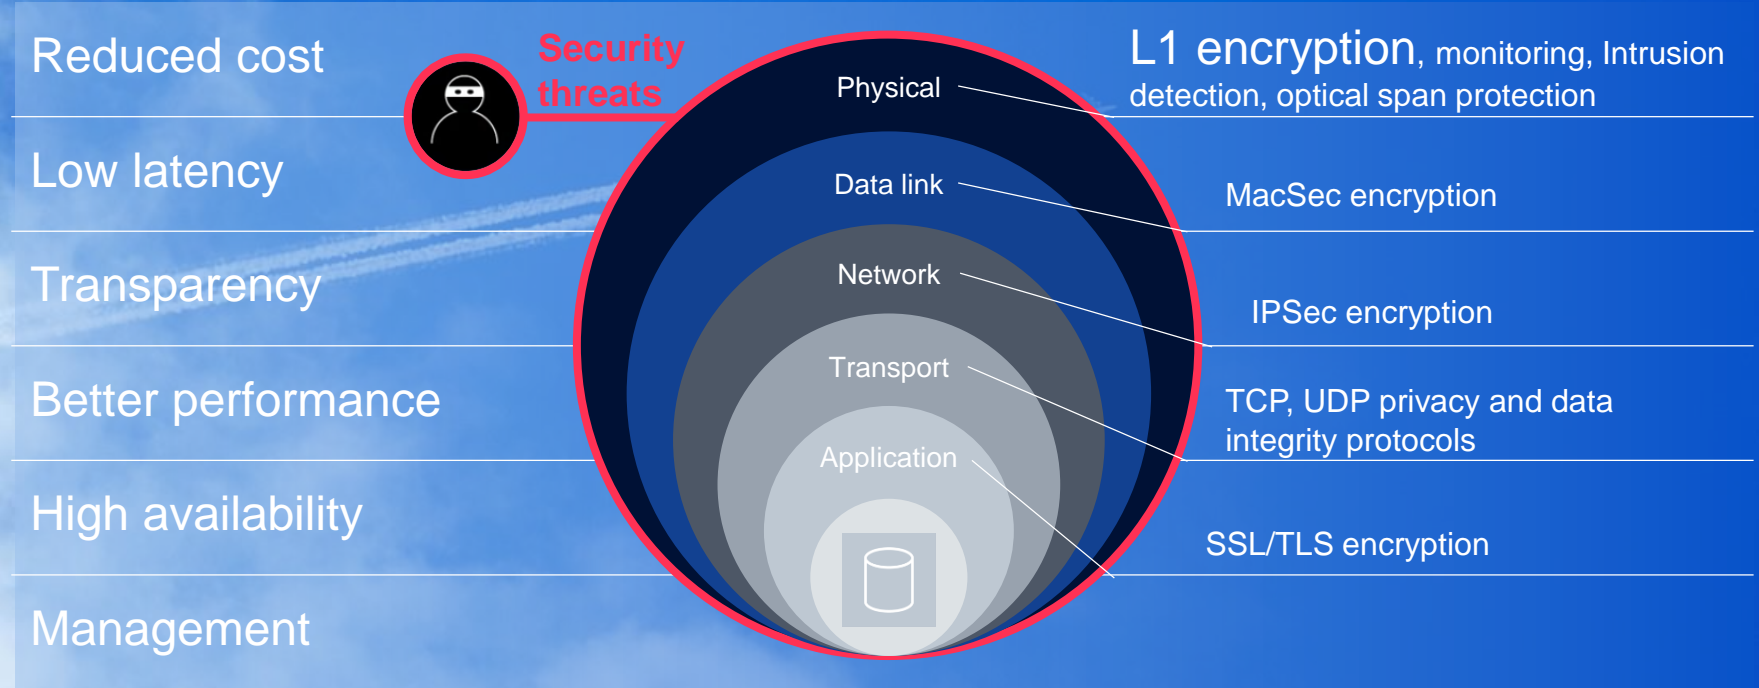 Reduced cost
Low latency
Transparency
Better performance
High availability
Management
Security
threats
Physical
Data link
Network
Transport
Application
L1 encryption, monitoring, Intrusion
detection, optical span protection
MacSec encryption
IPSec encryption
TCP, UDP privacy and data
integrity protocols
SSL/TLS encryption